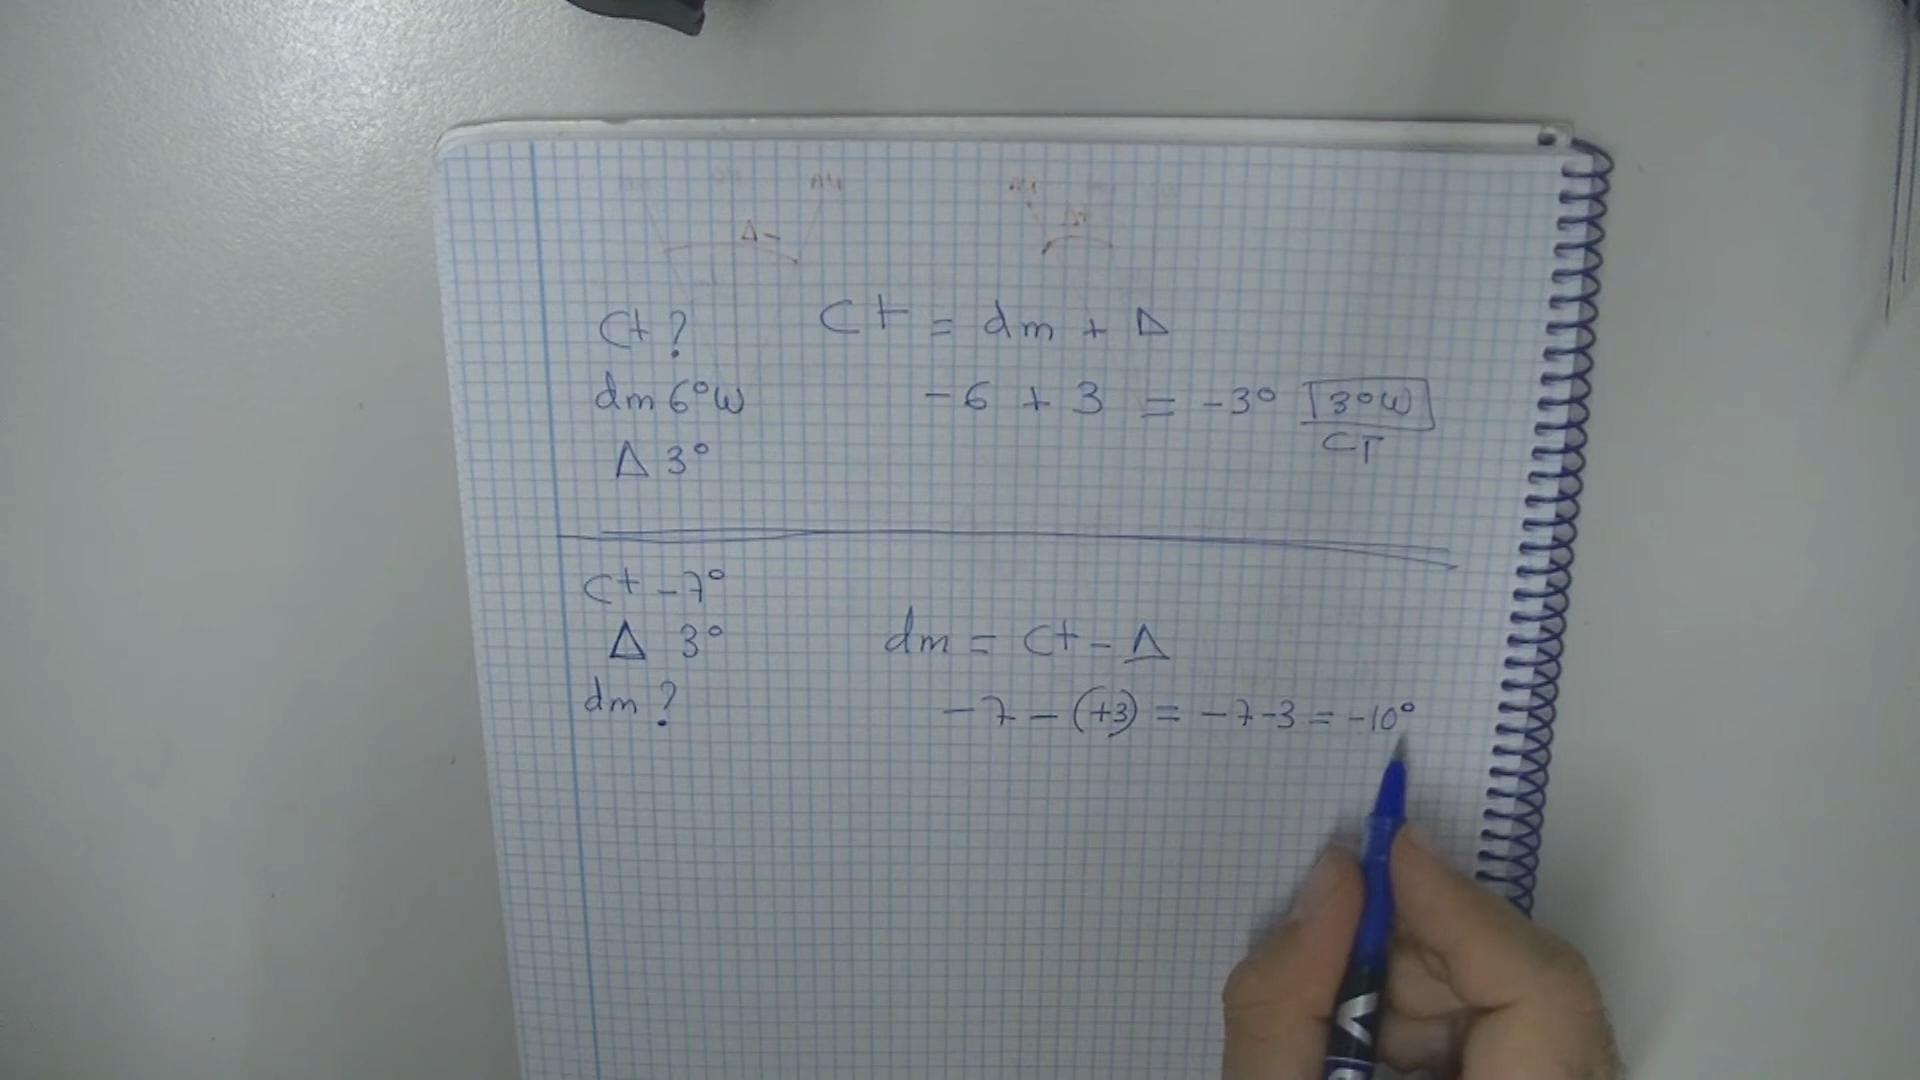 Δ-
Ct? Ct = dm + Δ
dm 6°W -6 + 3 = -3° 3°W
Δ 3° CT
Ct -7°
Δ 3° dm = Ct - Δ
dm? -7 - (+3) = -7-3 = -10°
V